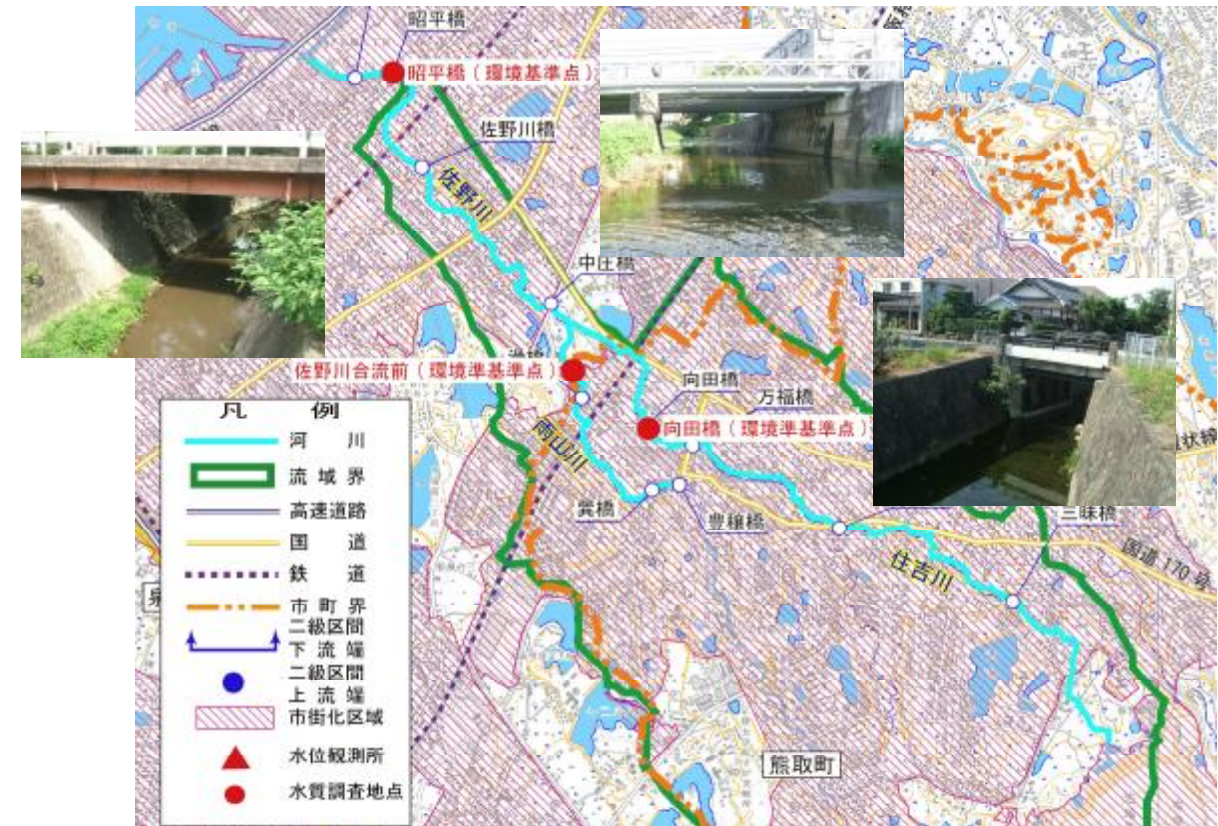 昭平橋
昭平橋（環境基準点）
佐野川橋
佐野川
中庄橋
佐野川合流前（環境準基準点）
向田橋
万福橋
向田橋（環境準基準点）
雨山川
巽橋
豊穣橋
三味橋
住吉川
国道170号
熊取町
凡 例
河 川
流域界
高速道路
国 道
鉄 道
市町界
二級区間
下流端
二級区間
上流端
市街化区域
水位観測所
水質調査地点